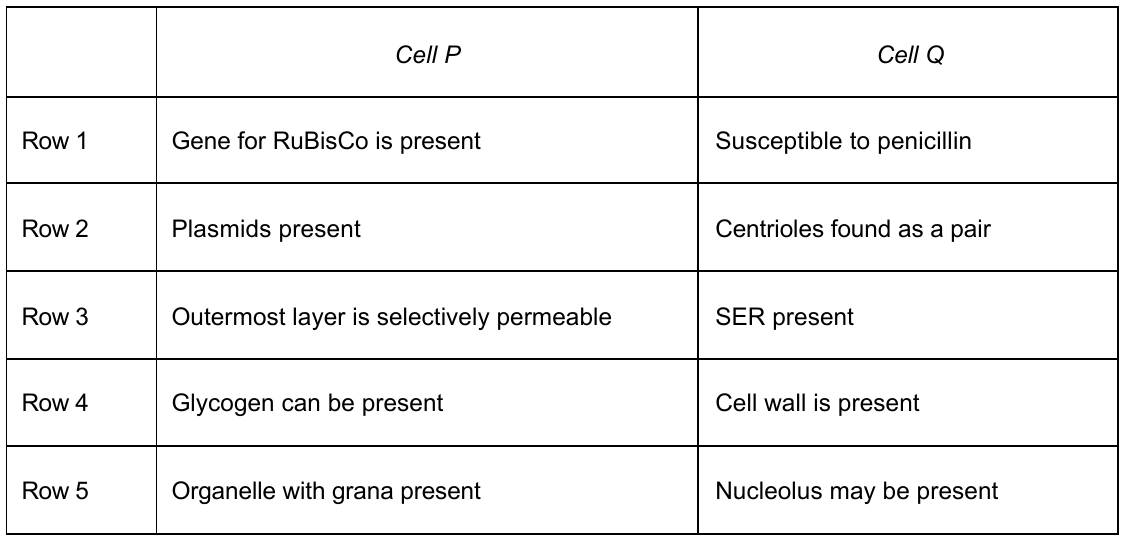 Cell P Cell Q
Row 1 Gene for RuBisCo is present Susceptible to penicillin
Row 2 Plasmids present Centrioles found as a pair
Row 3 Outermost layer is selectively permeable SER present
Row 4 Glycogen can be present Cell wall is present
Row 5 Organelle with grana present Nucleolus may be present